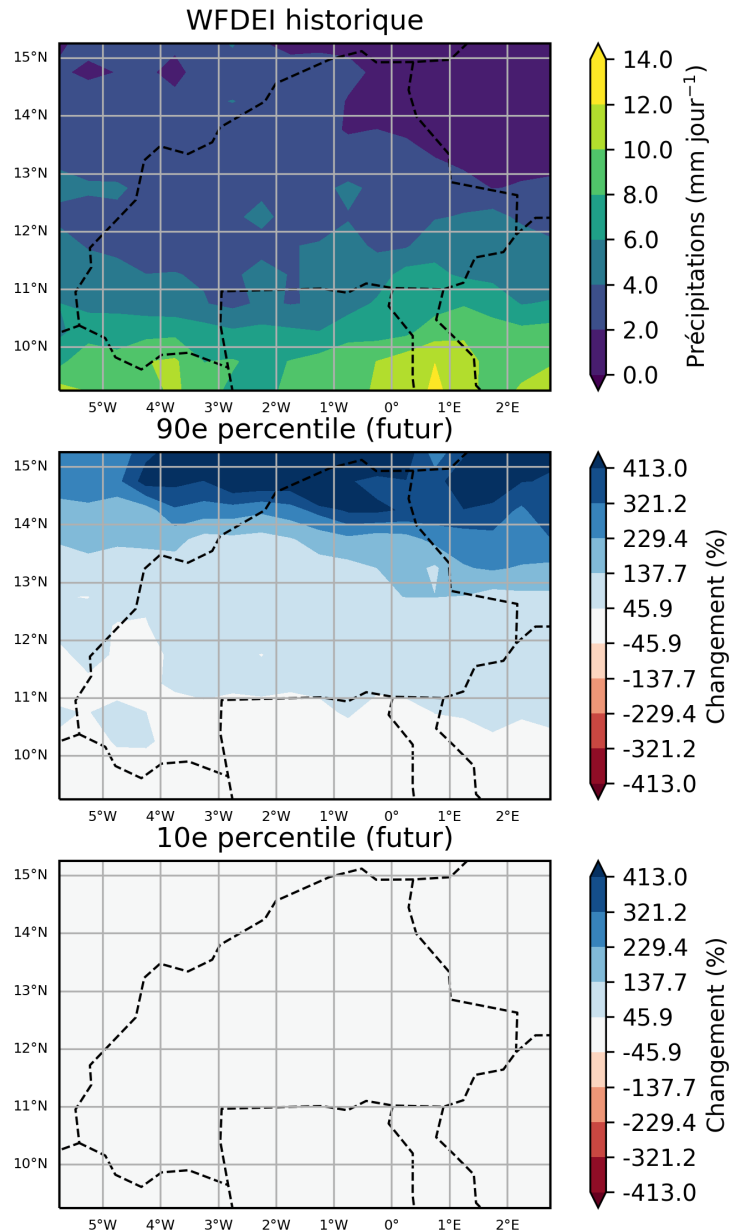 WFDEI historique
15°N
14°N
13°N
12°N
11°N
10°N
5°W 4°W 3°W 2°W 1°W 0° 1°E 2°E
14.0
12.0
10.0
8.0
6.0
4.0
2.0
0.0
Précipitations (mm jour⁻¹)
90e percentile (futur)
15°N
14°N
13°N
12°N
11°N
10°N
5°W 4°W 3°W 2°W 1°W 0° 1°E 2°E
413.0
321.2
229.4
137.7
45.9
-45.9
-137.7
-229.4
-321.2
-413.0
Changement (%)
10e percentile (futur)
15°N
14°N
13°N
12°N
11°N
10°N
5°W 4°W 3°W 2°W 1°W 0° 1°E 2°E
413.0
321.2
229.4
137.7
45.9
-45.9
-137.7
-229.4
-321.2
-413.0
Changement (%)